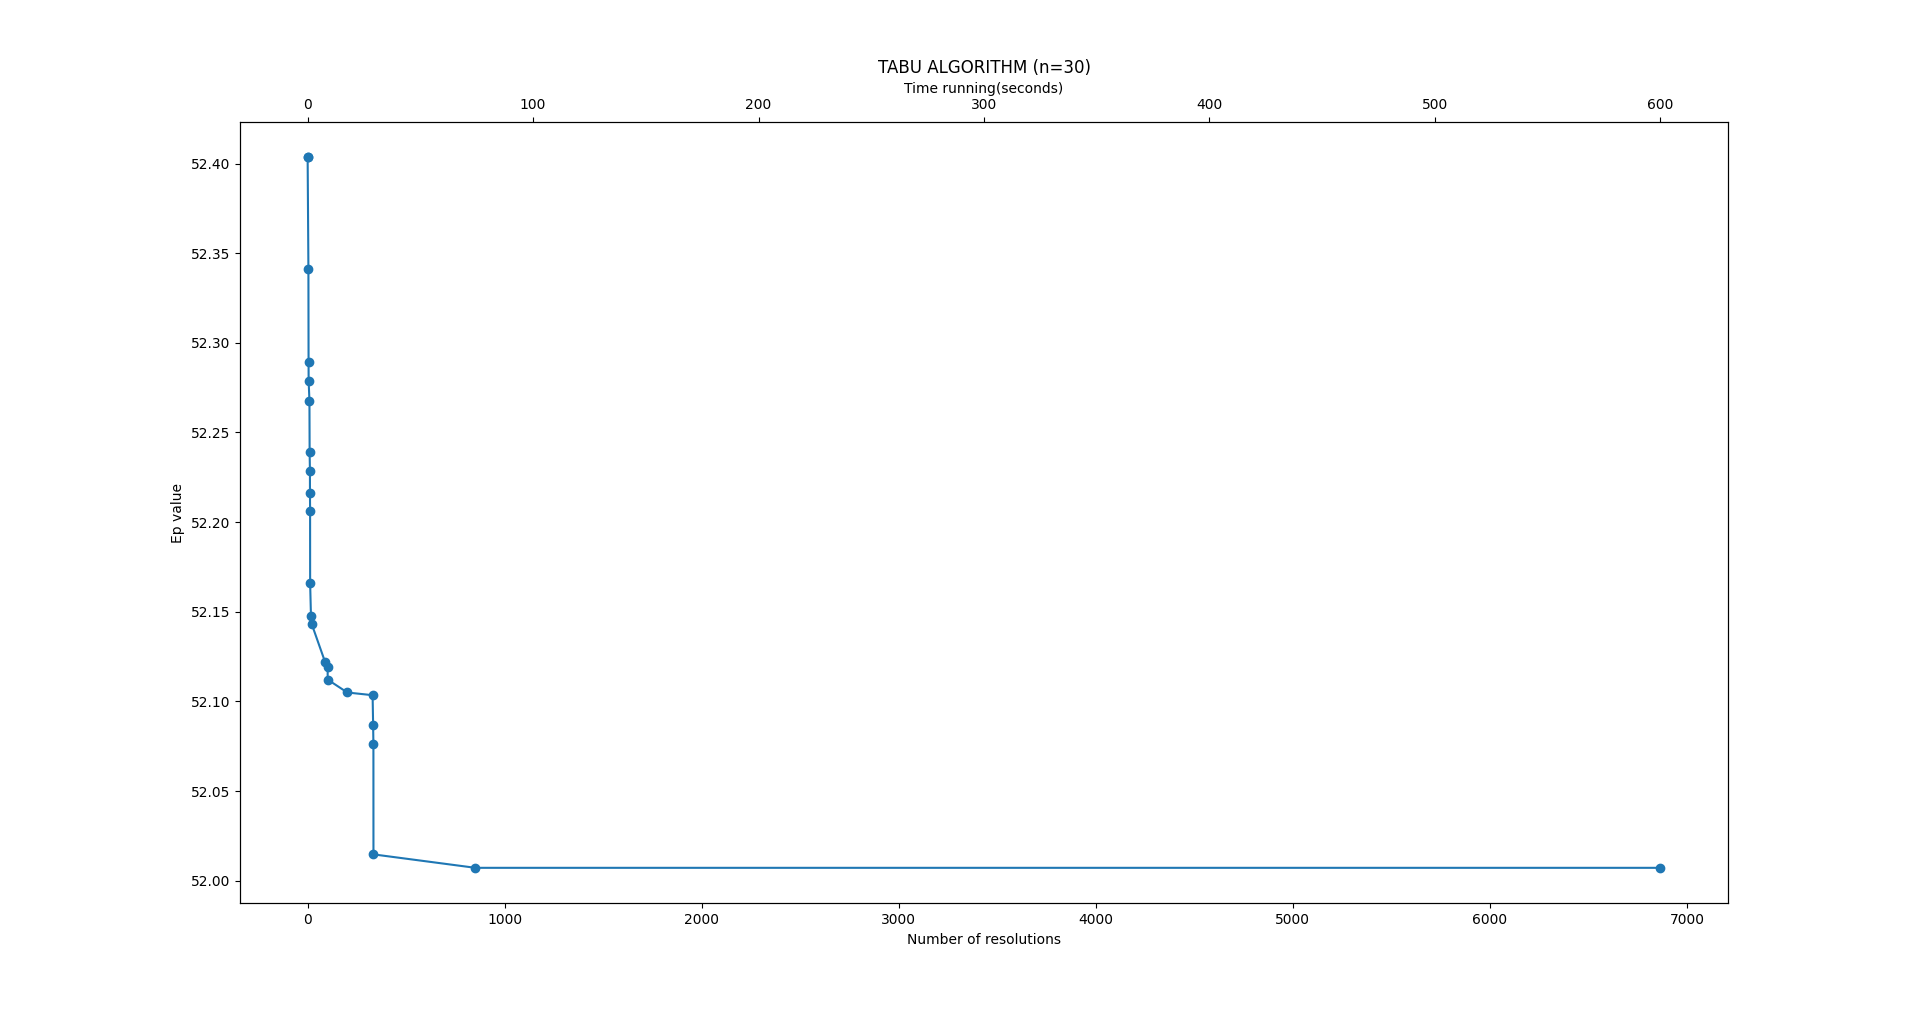 TABU ALGORITHM (n=30)
Time running(seconds)
0 100 200 300 400 500 600
52.40
52.35
52.30
52.25
52.20
52.15
52.10
52.05
52.00
Ep value
0 1000 2000 3000 4000 5000 6000 7000
Number of resolutions